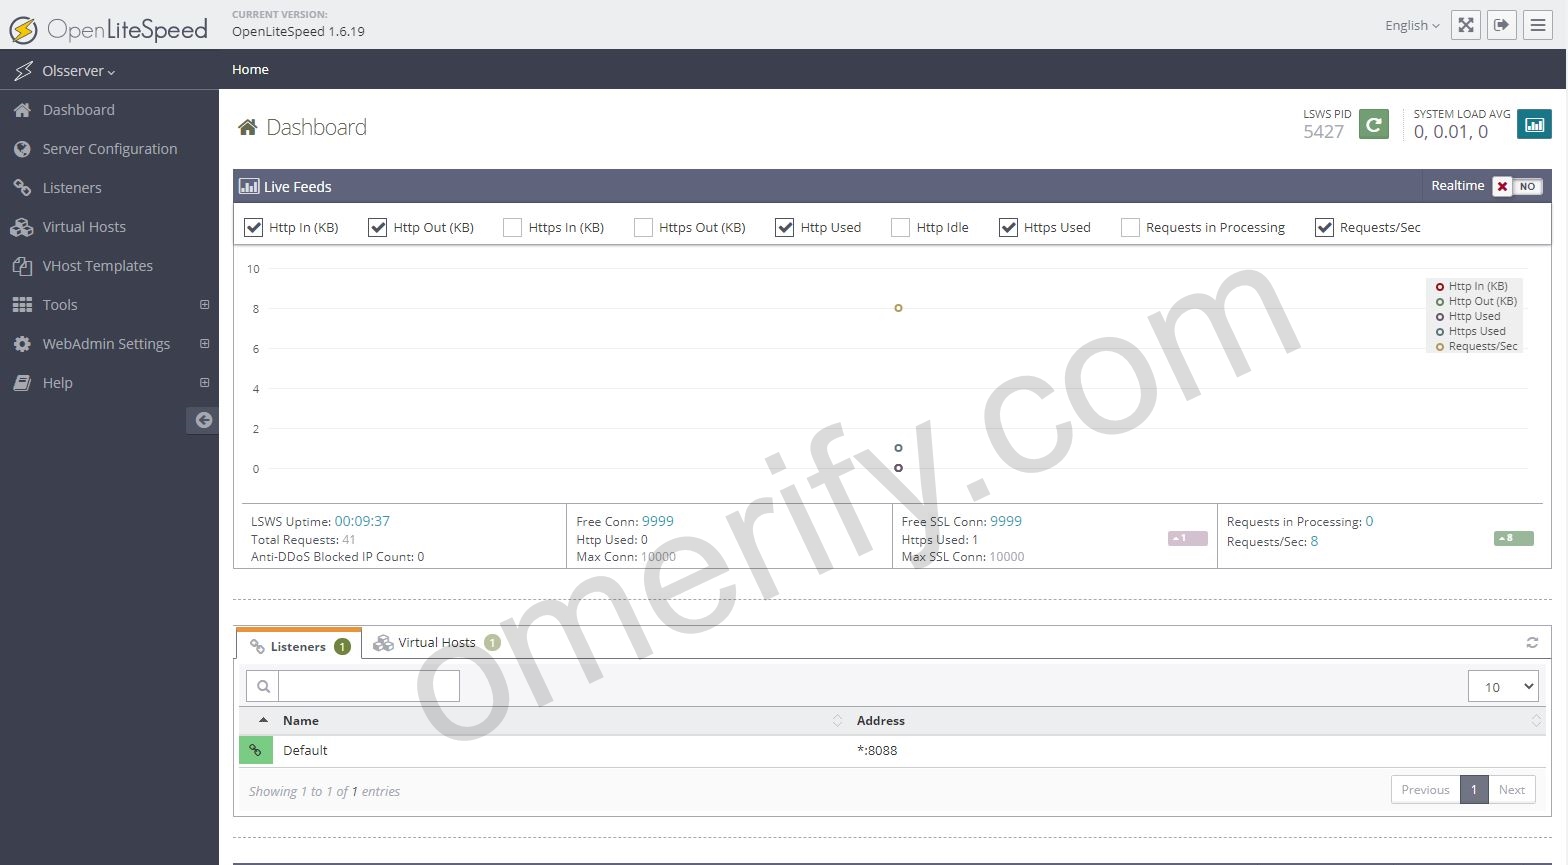 OpenLiteSpeed
CURRENT VERSION:
OpenLiteSpeed 1.6.19
English
Olsserver
Home
Dashboard
Server Configuration
Listeners
Virtual Hosts
VHost Templates
Tools
WebAdmin Settings
Help
Dashboard
LSWS PID
5427
SYSTEM LOAD AVG
0, 0.01, 0
Live Feeds
Realtime NO
Http In (KB) Http Out (KB) Https In (KB) Https Out (KB) Http Used Http Idle Https Used Requests in Processing Requests/Sec
10
8
6
4
2
0
Http In (KB)
Http Out (KB)
Http Used
Https Used
Requests/Sec
LSWS Uptime: 00:09:37
Total Requests: 41
Anti-DDoS Blocked IP Count: 0
Free Conn: 9999
Http Used: 0
Max Conn: 10000
Free SSL Conn: 9999
Https Used: 1
Max SSL Conn: 10000
1
Requests in Processing: 0
Requests/Sec: 8
8
Listeners 1
Virtual Hosts 1
10
Name Address
Default *:8088
Showing 1 to 1 of 1 entries
Previous 1 Next
omerify.com